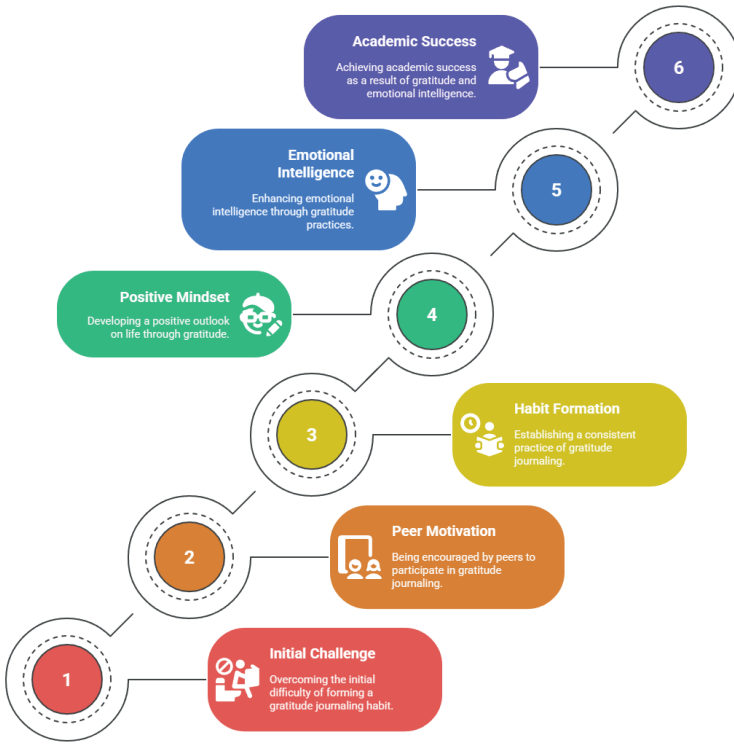 Academic Success
Achieving academic success
as a result of gratitude and
emotional intelligence.
6
Emotional
Intelligence
Enhancing emotional
intelligence through gratitude
practices.
5
Positive Mindset
Developing a positive outlook
on life through gratitude.
4
3
Habit Formation
Establishing a consistent
practice of gratitude
journaling.
2
Peer Motivation
Being encouraged by peers to
participate in gratitude
journaling.
1
Initial Challenge
Overcoming the initial
difficulty of forming a
gratitude journaling habit.